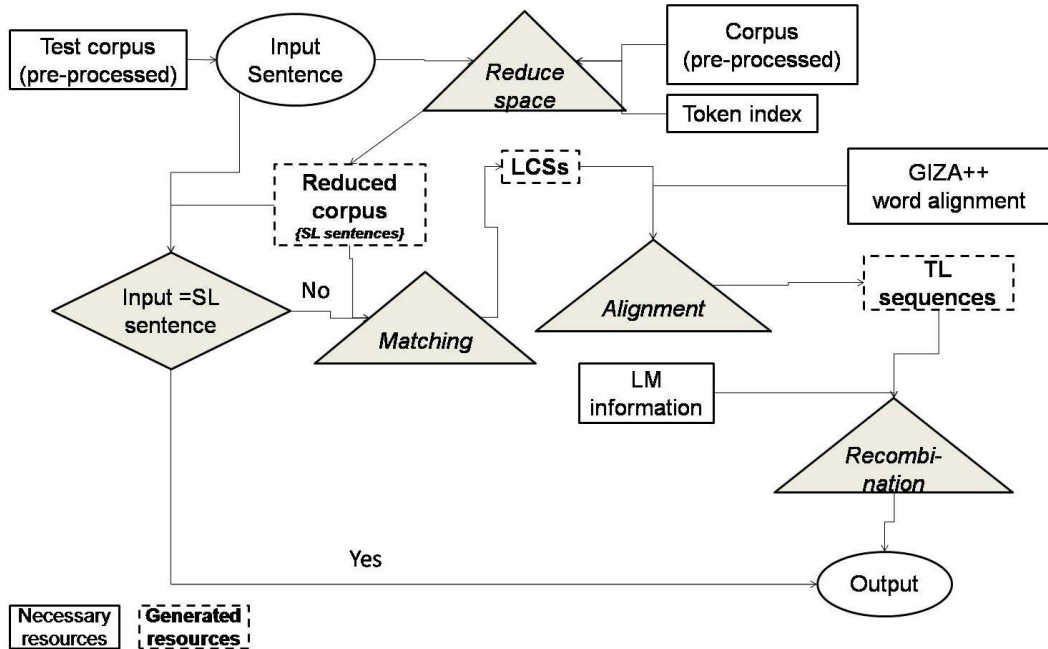 Test corpus
(pre-processed)
Input
Sentence
Reduce
space
Corpus
(pre-processed)
Token index
Reduced
corpus
{SL sentences}
LCSs
GIZA++
word alignment
Input =SL
sentence
No
Matching
Alignment
TL
sequences
LM
information
Recombi-
nation
Yes
Output
Necessary
resources
Generated
resources